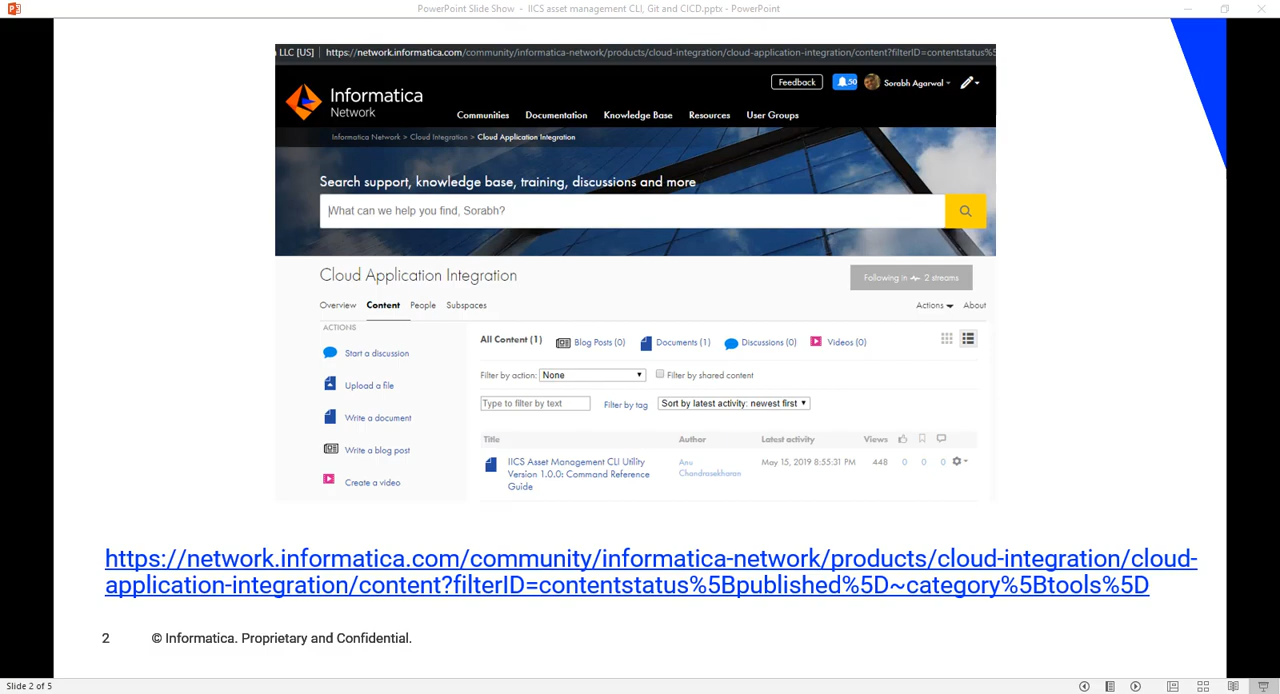 PowerPoint Slide Show - IICS asset management CLI, Git and CICD.pptx - PowerPoint
LLC [US] | https://network.informatica.com/community/informatica-network/products/cloud-integration/cloud-application-integration/content?filterID=contentstatus%5
Feedback 50 Sorabh Agarwal
Informatica
Network
Communities Documentation Knowledge Base Resources User Groups
Informatica Network > Cloud Integration > Cloud Application Integration
Search support, knowledge base, training, discussions and more
What can we help you find, Sorabh?
Cloud Application Integration
Following in 2 streams
Overview Content People Subspaces
Actions About
ACTIONS
Start a discussion
Upload a file
Write a document
Write a blog post
Create a video
All Content (1) Blog Posts (0) Documents (1) Discussions (0) Videos (0)
Filter by action: None Filter by shared content
Type to filter by text Filter by tag Sort by latest activity: newest first
Title Author Latest activity Views
IICS Asset Management CLI Utility
Version 1.0.0: Command Reference
Guide
Anu
Chandrasekharan
May 15, 2019 8:55:31 PM 448 0 0 0
https://network.informatica.com/community/informatica-network/products/cloud-integration/cloud-
application-integration/content?filterID=contentstatus%5Bpublished%5D~category%5Btools%5D
2 © Informatica. Proprietary and Confidential.
Slide 2 of 5